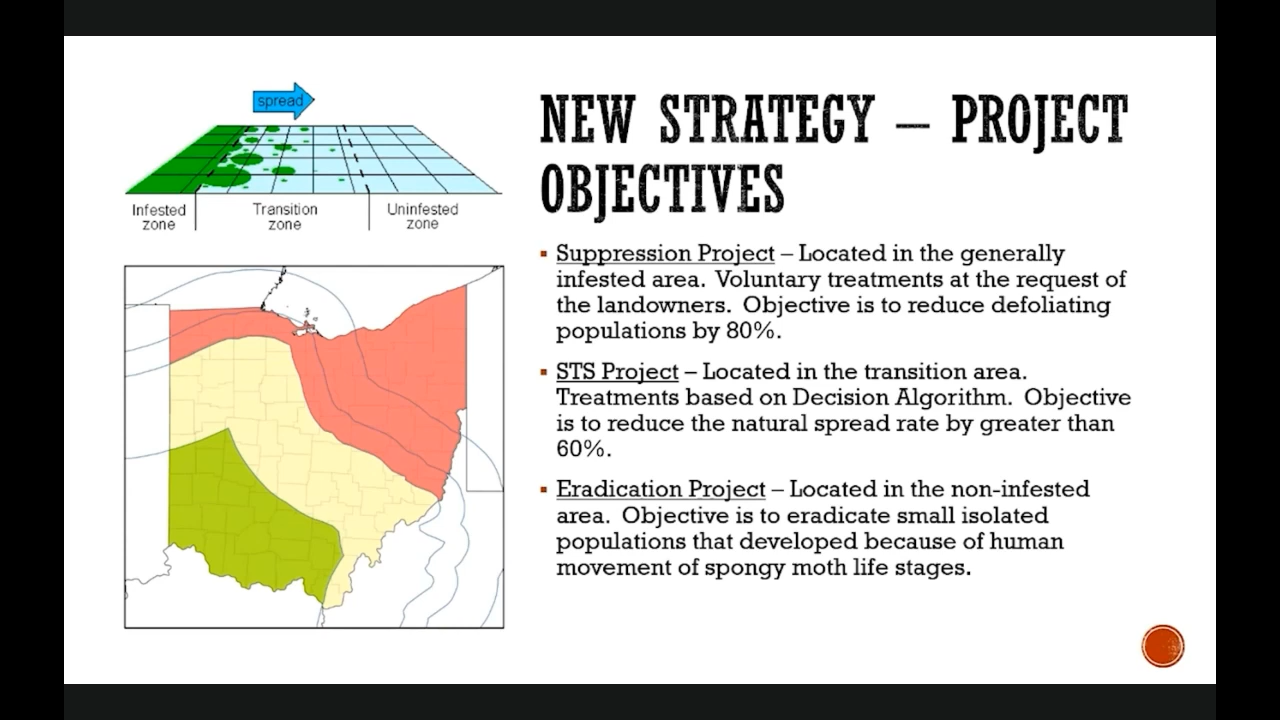 spread
Infested
zone
Transition
zone
Uninfested
zone
NEW STRATEGY – PROJECT
OBJECTIVES
▪ Suppression Project – Located in the generally
infested area. Voluntary treatments at the request of
the landowners. Objective is to reduce defoliating
populations by 80%.
▪ STS Project – Located in the transition area.
Treatments based on Decision Algorithm. Objective
is to reduce the natural spread rate by greater than
60%.
▪ Eradication Project – Located in the non-infested
area. Objective is to eradicate small isolated
populations that developed because of human
movement of spongy moth life stages.